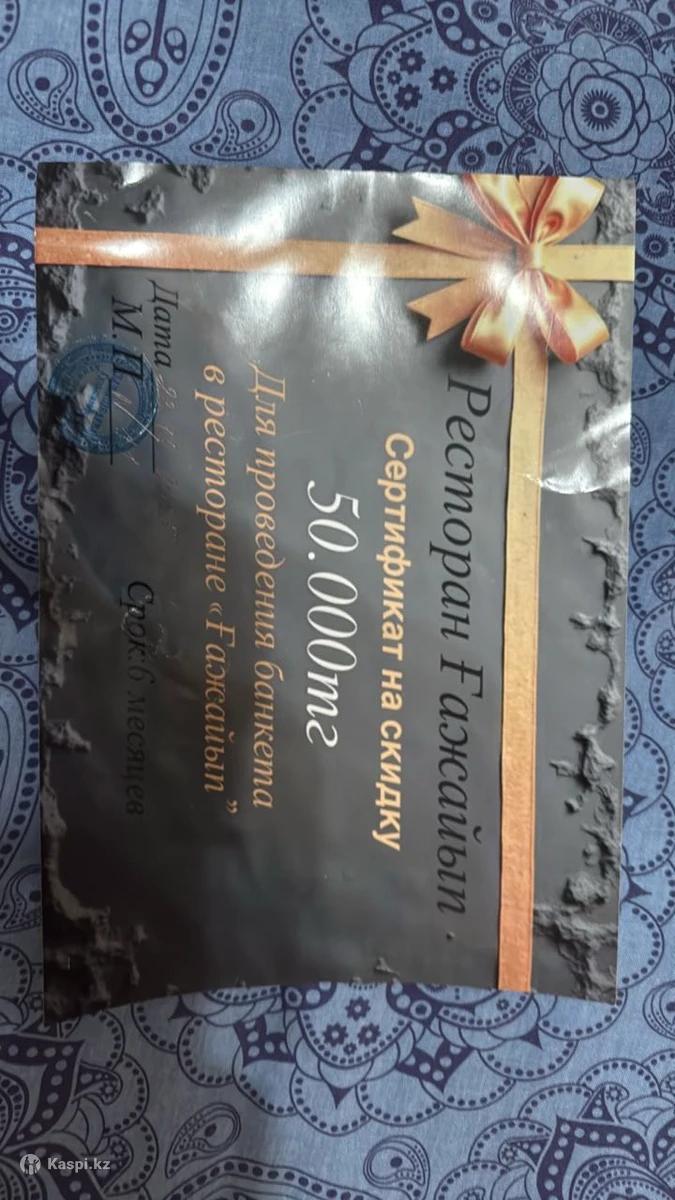 Ресторан Ғажайып
Сертификат на скидку
50.000тг
Для проведения банкета
в ресторане «Ғажайып”
Дата
М.П.
Срок 6 месяцев
Kaspi.kz